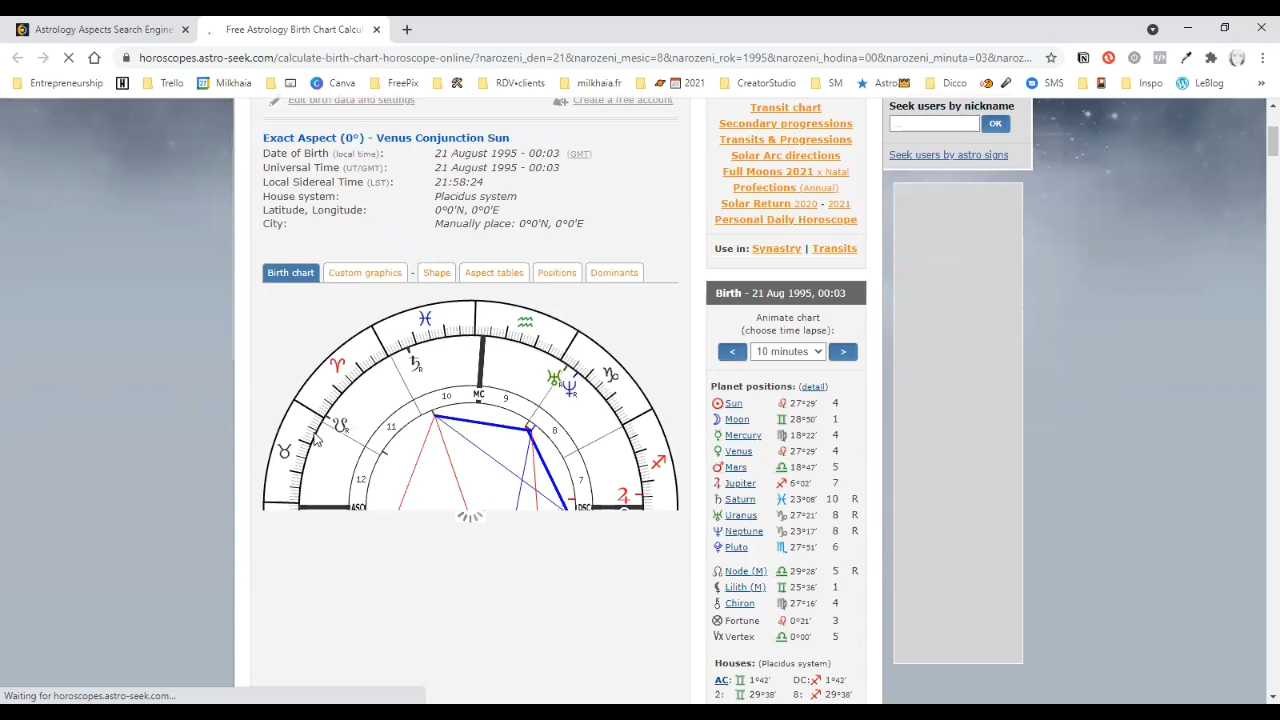 Astrology Aspects Search Engine
Free Astrology Birth Chart Calcu
horoscopes.astro-seek.com/calculate-birth-chart-horoscope-online/?narozeni_den=21&narozeni_mesic=8&narozeni_rok=1995&narozeni_hodina=00&narozeni_minuta=03&naroz...
Entrepreneurship
Trello
Milkhaia
Canva
FreePix
RDV•clients
milkhaia.fr
2021
CreatorStudio
SM
Astro
Dicco
SMS
Inspo
LeBlog
»
Edit birth data and settings
Create a free account
Exact Aspect (0°) - Venus Conjunction Sun
Date of Birth (local time): 21 August 1995 - 00:03 (GMT)
Universal Time (UT/GMT): 21 August 1995 - 00:03
Local Sidereal Time (LST): 21:58:24
House system: Placidus system
Latitude, Longitude: 0°0'N, 0°0'E
City: Manually place: 0°0'N, 0°0'E
Birth chart
Custom graphics
-
Shape
Aspect tables
Positions
Dominants
♓ ♒
♈ ♄R MC ♅ ♆R ♑
10 9
☋R 11 8
♉ ♐
12 7
ASC DSC ♃
Transit chart
Secondary progressions
Transits & Progressions
Solar Arc directions
Full Moons 2021 x Natal
Profections (Annual)
Solar Return 2020 - 2021
Personal Daily Horoscope
Use in: Synastry | Transits
Birth - 21 Aug 1995, 00:03
Animate chart
(choose time lapse):
< 10 minutes >
Planet positions: (detail)
☉ Sun ♌ 27°29' 4
☽ Moon ♊ 28°50' 1
☿ Mercury ♍ 18°22' 4
♀ Venus ♌ 27°29' 4
♂ Mars ♎ 18°47' 5
♃ Jupiter ♐ 6°02' 7
♄ Saturn ♓ 23°08' 10 R
♅ Uranus ♑ 27°21' 8 R
♆ Neptune ♑ 23°17' 8 R
Pluto ♏ 27°51' 6
☊ Node (M) ♎ 29°28' 5 R
⚸ Lilith (M) ♊ 25°36' 1
⚷ Chiron ♍ 27°16' 4
⊗ Fortune ♌ 0°21' 3
Vx Vertex ♎ 0°00' 5
Houses: (Placidus system)
AC: ♊ 1°42' DC: ♐ 1°42'
2: ♊ 29°38' 8: ♐ 29°38'
Seek users by nickname
...
OK
Seek users by astro signs
Waiting for horoscopes.astro-seek.com...